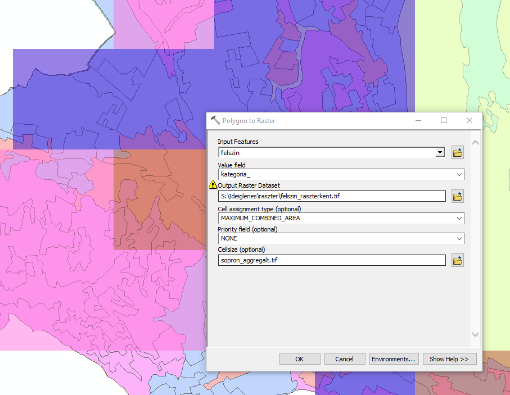 Polygon to Raster
Input Features
felszin
Value field
kategoria_
Output Raster Dataset
S:\Ideiglenes\raszter\felszin_raszterkent.tif
Cell assignment type (optional)
MAXIMUM_COMBINED_AREA
Priority field (optional)
NONE
Cellsize (optional)
sopron_aggregalt.tif
OK Cancel Environments... Show Help >>